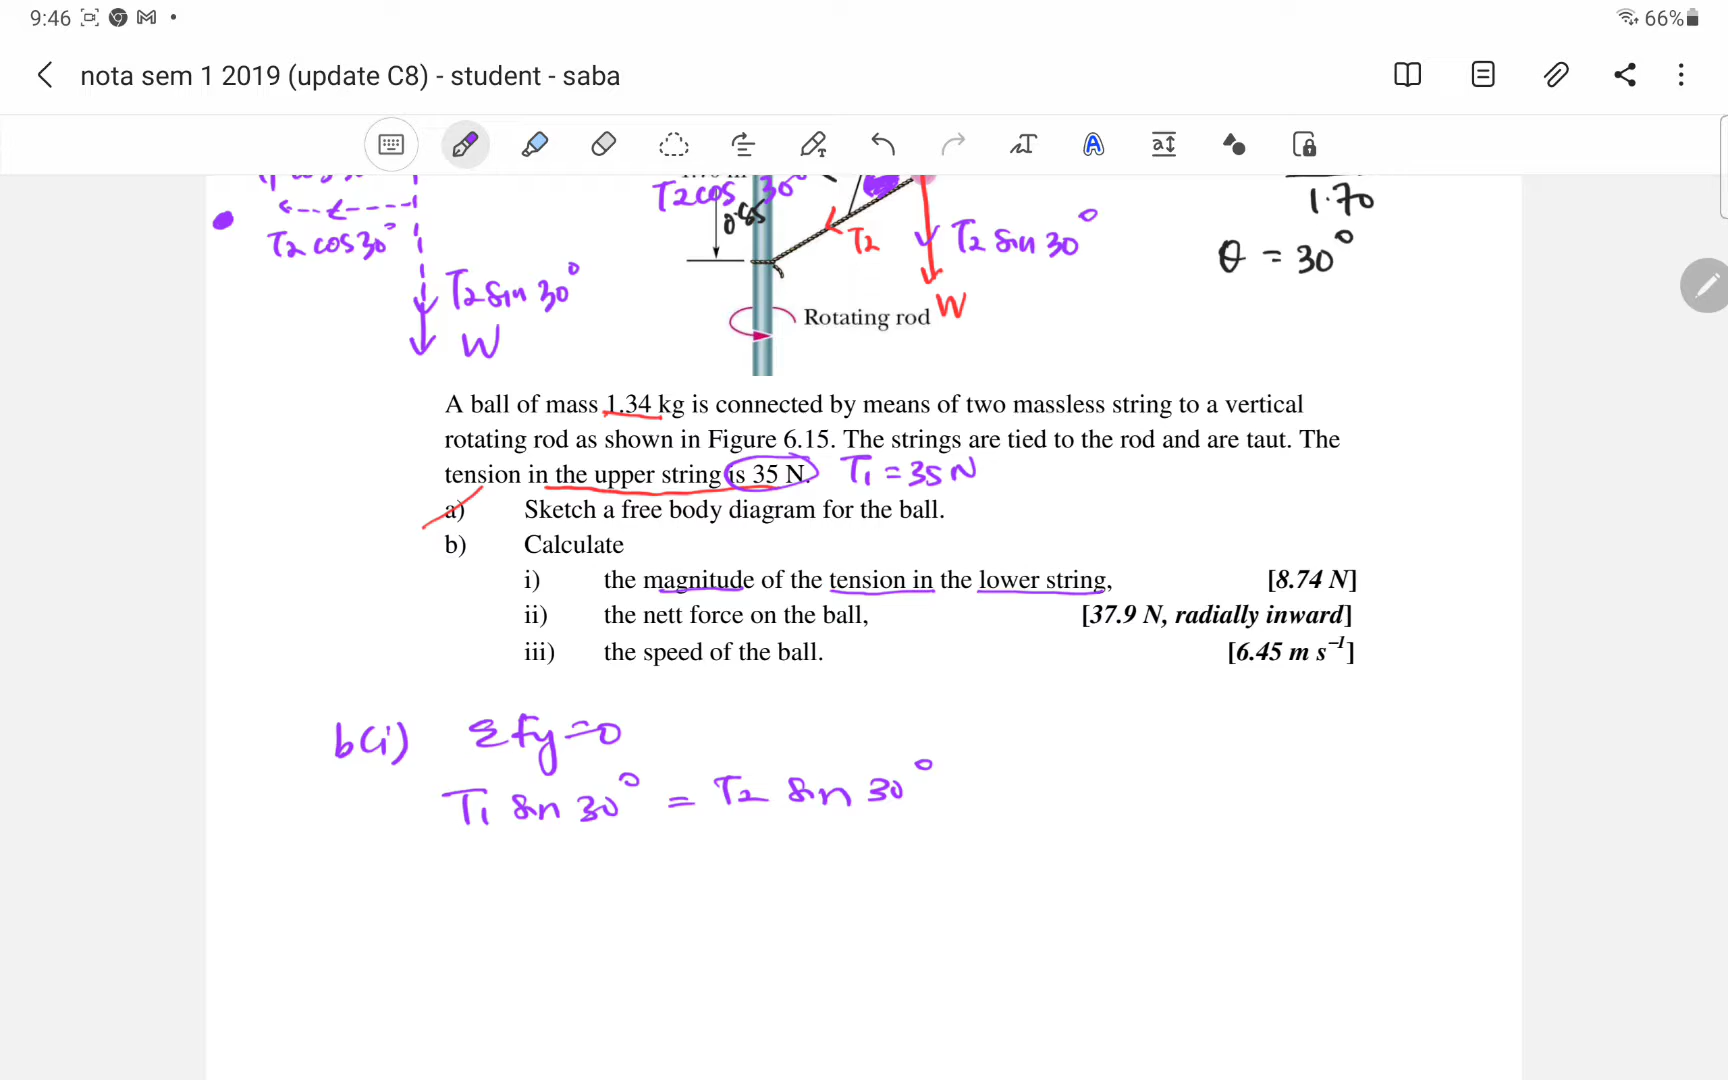 9:46
66%
nota sem 1 2019 (update C8) - student - saba
T2 cos 30°
T2 cos 30°
0.85
T2
T2 sin 30°
1.70
θ = 30°
T2 sin 30°
W
W
Rotating rod
A ball of mass 1.34 kg is connected by means of two massless string to a vertical
rotating rod as shown in Figure 6.15. The strings are tied to the rod and are taut. The
tension in the upper string is 35 N. T1 = 35 N
a) Sketch a free body diagram for the ball.
b) Calculate
i) the magnitude of the tension in the lower string, [8.74 N]
ii) the nett force on the ball, [37.9 N, radially inward]
iii) the speed of the ball. [6.45 m s⁻¹]
b(i) Σfy=0
T1 sin 30° = T2 sin 30°